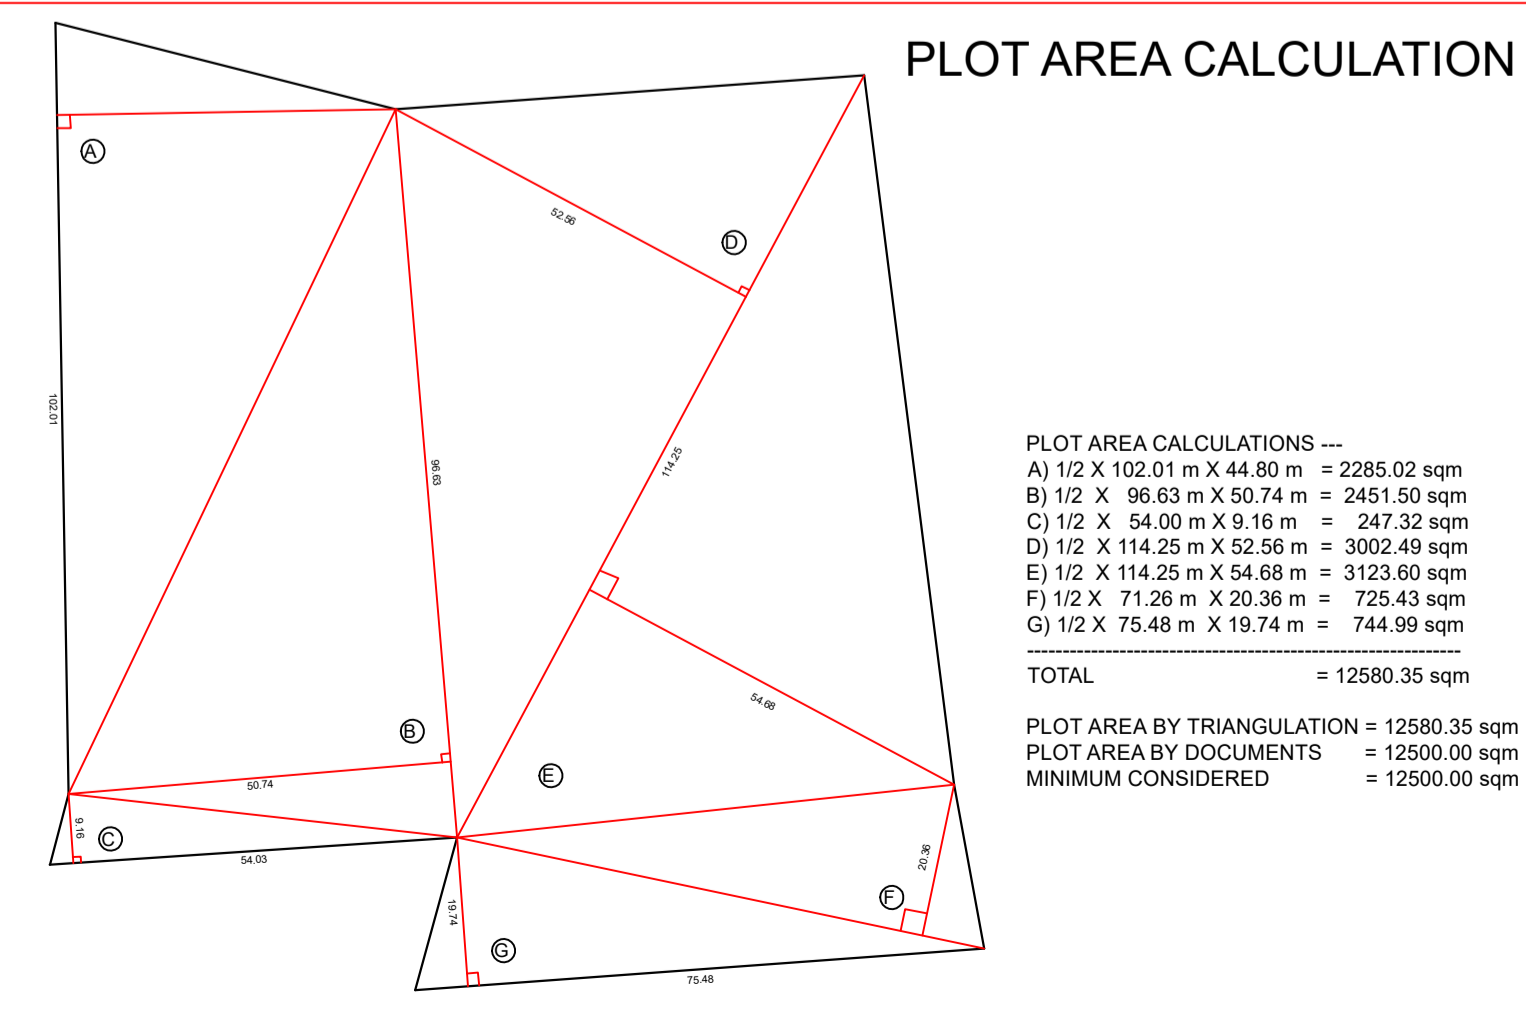 PLOT AREA CALCULATION
A
52.56
D
102.01
96.63
114.25
54.68
B
50.74
E
9.16
C
54.03
20.36
F
19.74
G
75.48
PLOT AREA CALCULATIONS ---
A) 1/2 X 102.01 m X 44.80 m = 2285.02 sqm
B) 1/2 X 96.63 m X 50.74 m = 2451.50 sqm
C) 1/2 X 54.00 m X 9.16 m = 247.32 sqm
D) 1/2 X 114.25 m X 52.56 m = 3002.49 sqm
E) 1/2 X 114.25 m X 54.68 m = 3123.60 sqm
F) 1/2 X 71.26 m X 20.36 m = 725.43 sqm
G) 1/2 X 75.48 m X 19.74 m = 744.99 sqm
-------------------------------------------------------------
TOTAL = 12580.35 sqm
PLOT AREA BY TRIANGULATION = 12580.35 sqm
PLOT AREA BY DOCUMENTS = 12500.00 sqm
MINIMUM CONSIDERED = 12500.00 sqm